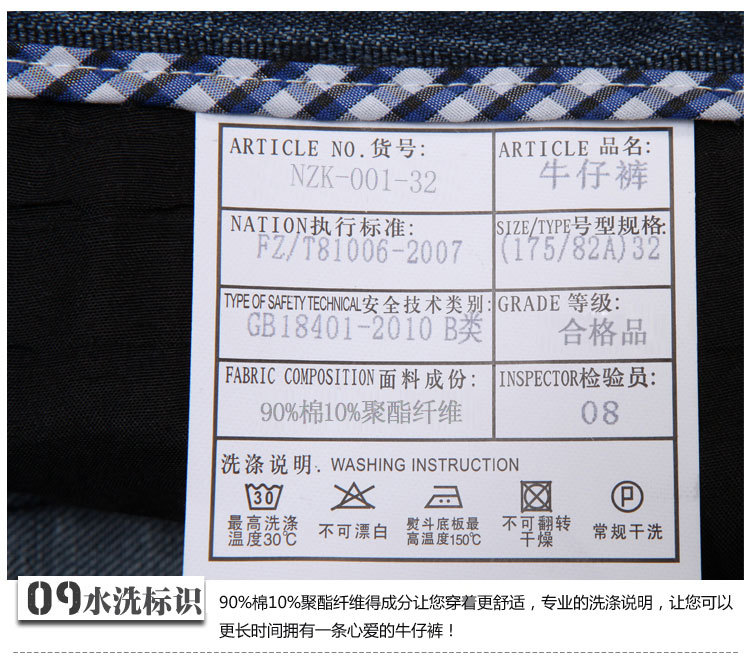 ARTICLE NO.货号:
NZK-001-32
ARTICLE 品名:
牛仔裤
NATION执行标准:
FZ/T81006-2007
SIZE/TYPE号型规格:
(175/82A)32
TYPE OF SAFETY TECHNICAL安全技术类别:
GB18401-2010 B类
GRADE 等级:
合格品
FABRIC COMPOSITION面料成份:
90%棉10%聚酯纤维
INSPECTOR检验员:
08
洗涤说明. WASHING INSTRUCTION
30
P
最高洗涤
温度30℃
不可漂白
熨斗底板最
高温度150℃
不可翻转
干燥
常规干洗
09水洗标识
90%棉10%聚酯纤维得成分让您穿着更舒适，专业的洗涤说明，让您可以
更长时间拥有一条心爱的牛仔裤！